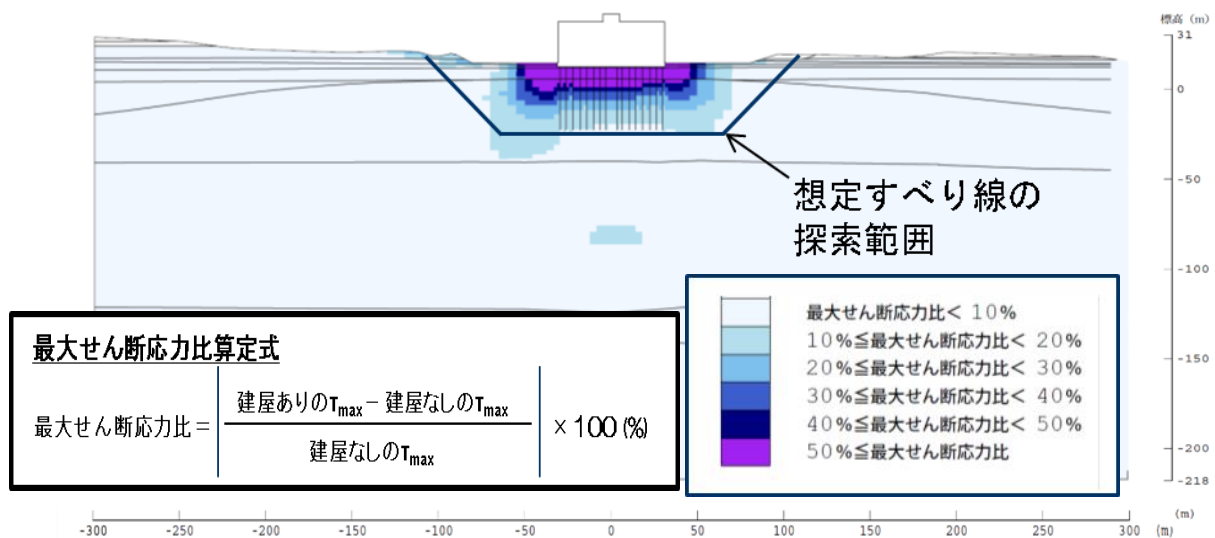 標高 (m)
31
0
-50
-100
-150
-200
-218
想定すべり線の
探索範囲
最大せん断応力比算定式
最大せん断応力比= 建屋ありのτmax－建屋なしのτmax ×100(%)
建屋なしのτmax
最大せん断応力比< 10%
10%≦最大せん断応力比< 20%
20%≦最大せん断応力比< 30%
30%≦最大せん断応力比< 40%
40%≦最大せん断応力比< 50%
50%≦最大せん断応力比
(m)
-300 -250 -200 -150 -100 -50 0 50 100 150 200 250 300 (m)